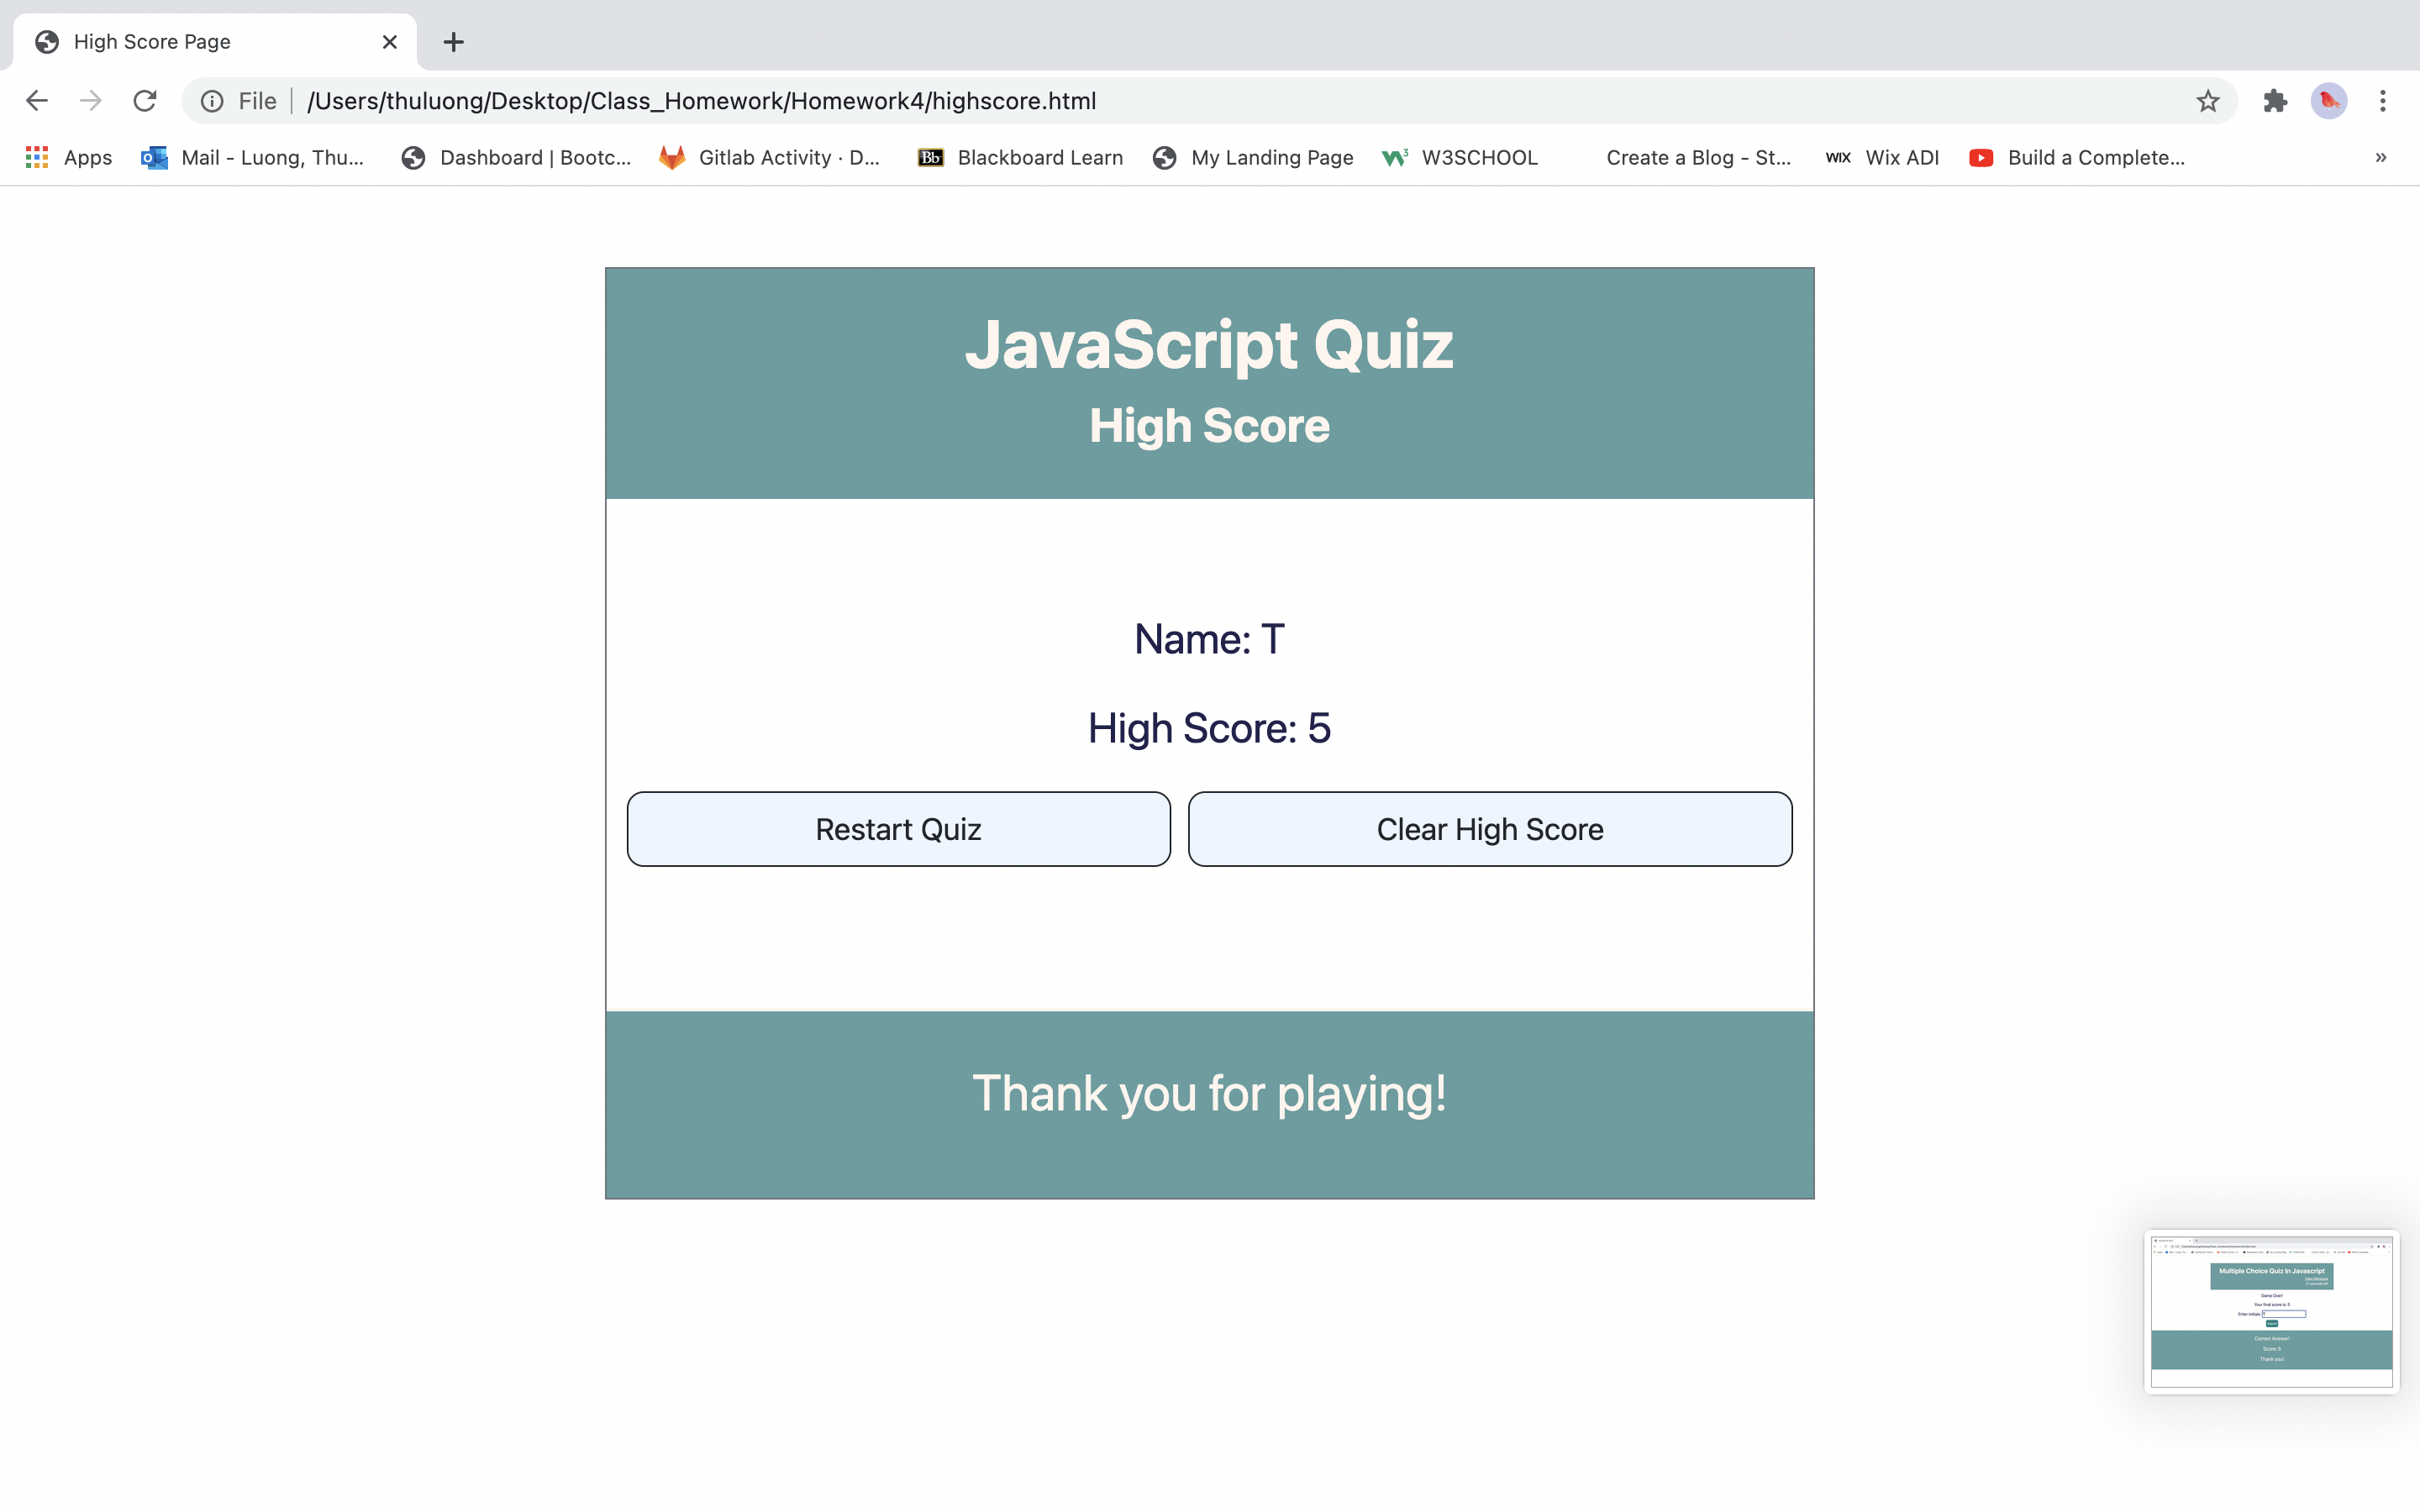 High Score Page
File /Users/thuluong/Desktop/Class_Homework/Homework4/highscore.html
Apps Mail - Luong, Thu... Dashboard | Bootc... Gitlab Activity · D... Bb Blackboard Learn My Landing Page W3SCHOOL Create a Blog - St... WIX Wix ADI Build a Complete... »
JavaScript Quiz
High Score
Name: T
High Score: 5
Restart Quiz Clear High Score
Thank you for playing!
Multiple Choice Quiz In Javascript
Game Over!
Your final score is: 5
Enter initials:
Correct Answer!
Score: 5
Thank you!